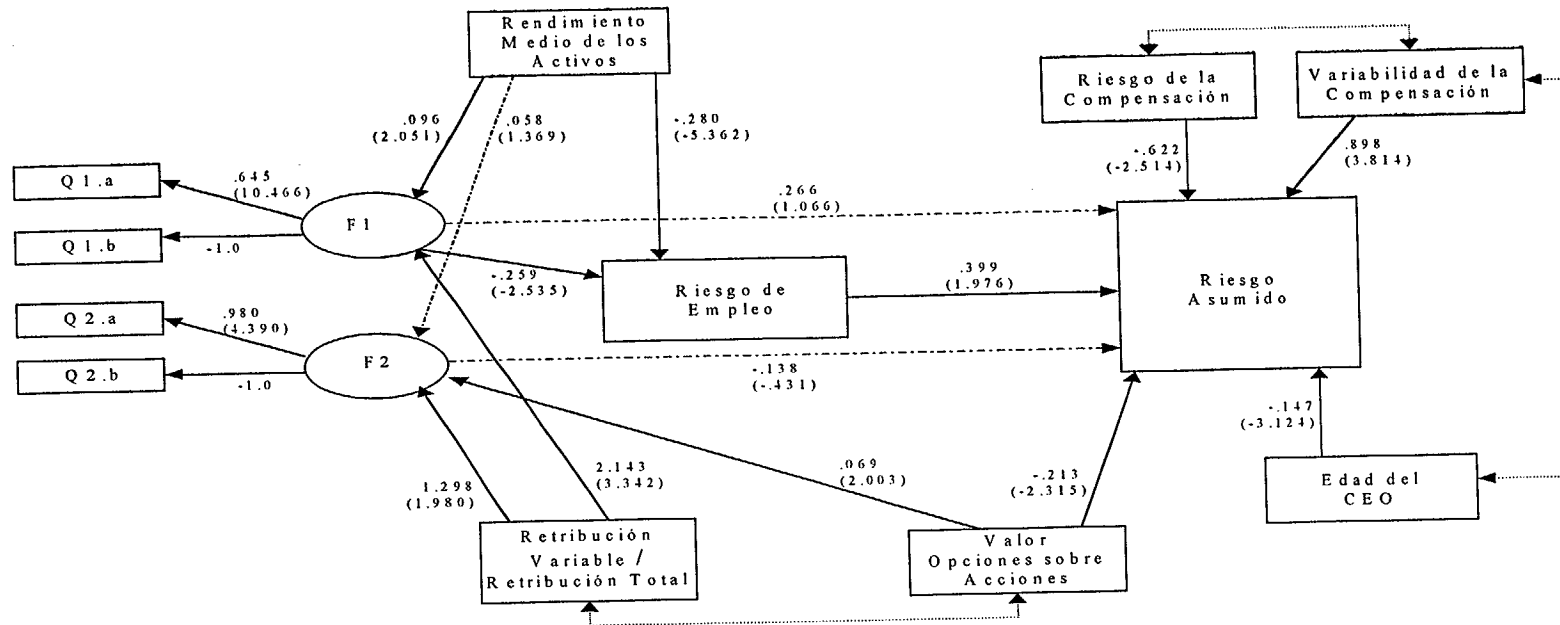 Rendimiento
Medio de los
Activos
Riesgo de la
Compensación
Variabilidad de la
Compensación
.096
(2.051)
.058
(1.369)
-.280
(-5.362)
-.622
(-2.514)
.898
(3.814)
Q1.a
.645
(10.466)
F1
.266
(1.066)
Q1.b
-1.0
-.259
(-2.535)
Riesgo de
Empleo
.399
(1.976)
Riesgo
Asumido
Q2.a
.980
(4.390)
F2
-.138
(-.431)
Q2.b
-1.0
-.147
(-3.124)
1.298
(1.980)
2.143
(3.342)
.069
(2.003)
-.213
(-2.315)
Edad del
CEO
Retribución
Variable /
Retribución Total
Valor
Opciones sobre
Acciones